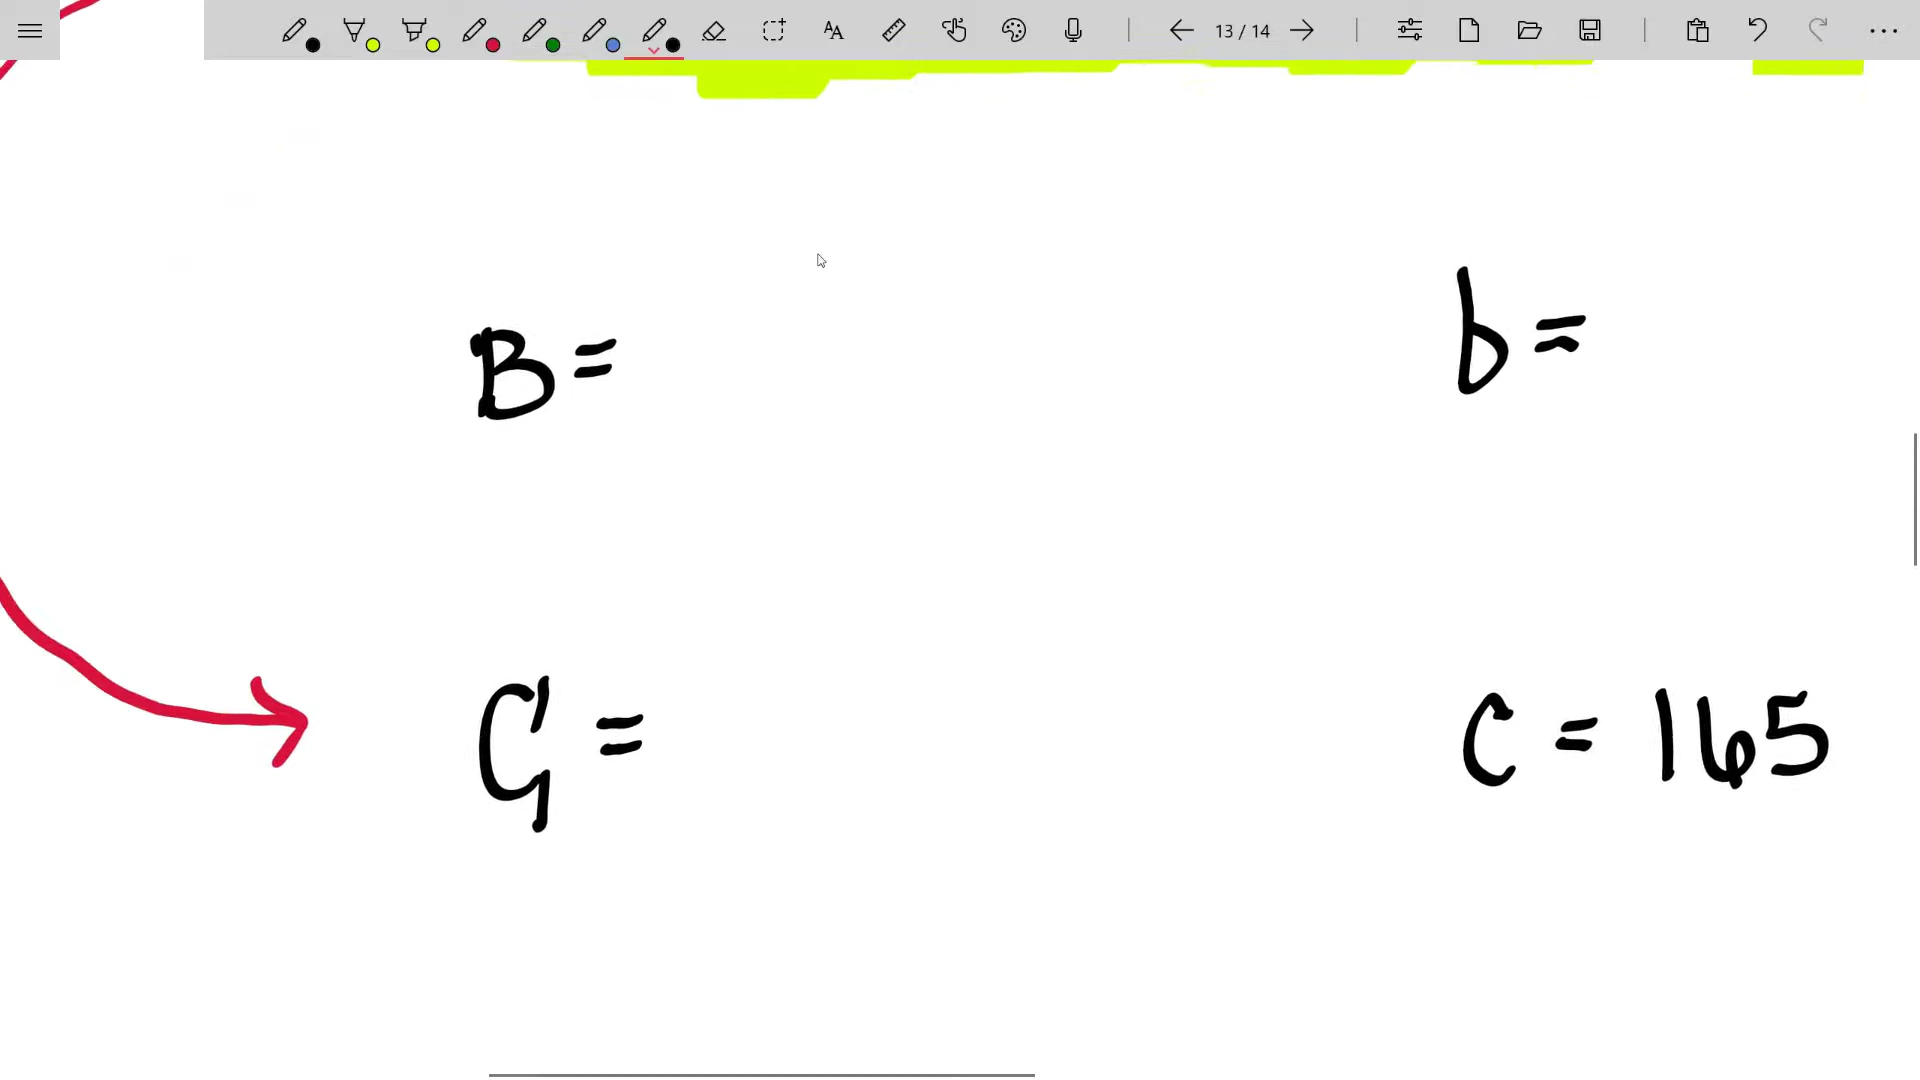 13 / 14
B =
b =
C =
c = 165